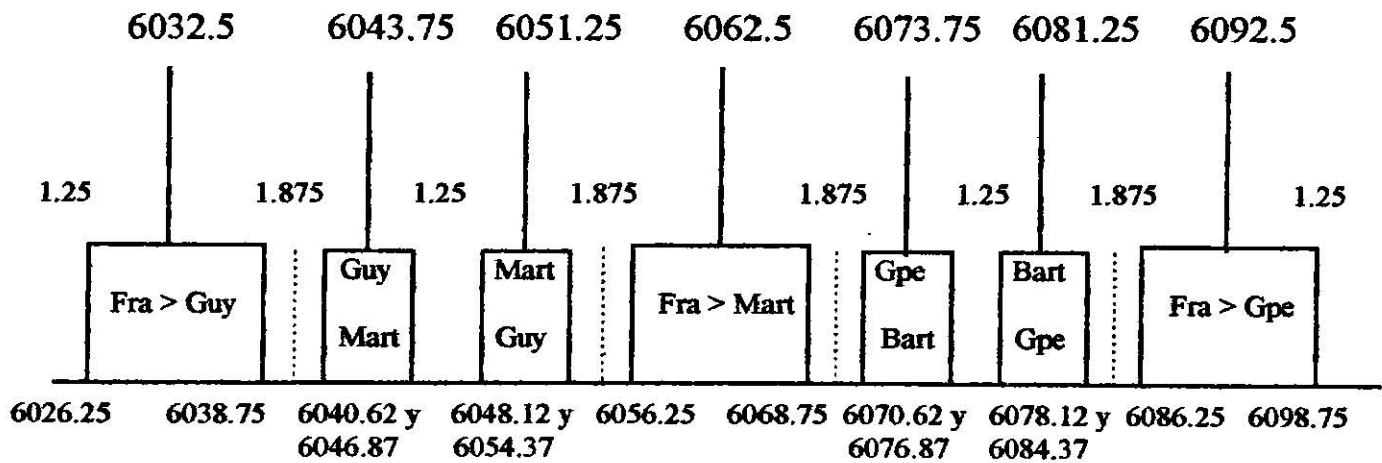 6032.5 6043.75 6051.25 6062.5 6073.75 6081.25 6092.5
1.25 1.875 1.25 1.875 1.875 1.25 1.875 1.25
Guy Mart Gpe Bart
Fra > Guy Fra > Mart Fra > Gpe
Mart Guy Bart Gpe
6026.25 6038.75 6040.62 y 6048.12 y 6056.25 6068.75 6070.62 y 6078.12 y 6086.25 6098.75
6046.87 6054.37 6076.87 6084.37